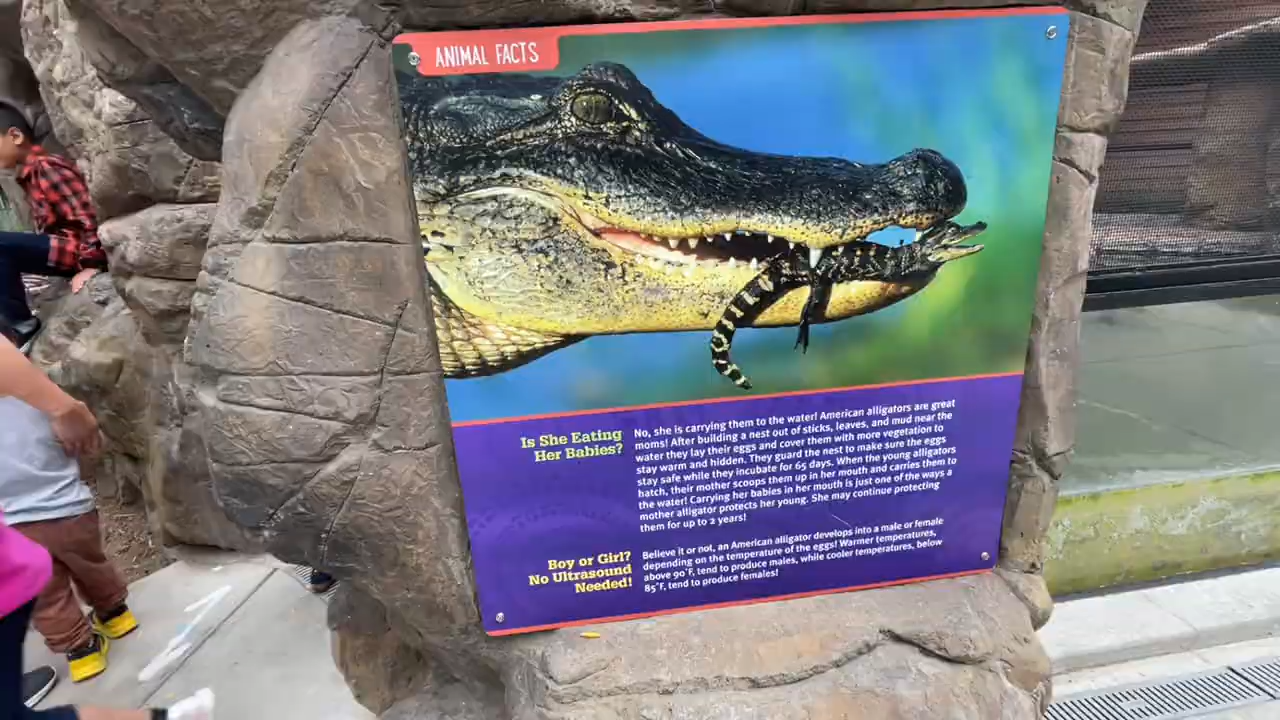 ANIMAL FACTS
Is She Eating
Her Babies?
No, she is carrying them to the water! American alligators are great
moms! After building a nest out of sticks, leaves, and mud near the
water they lay their eggs and cover them with more vegetation to
stay warm and hidden. They guard the nest to make sure the eggs
stay safe while they incubate for 65 days. When the young alligators
hatch, their mother scoops them up in her mouth and carries them to
the water! Carrying her babies in her mouth is just one of the ways a
mother alligator protects her young. She may continue protecting
them for up to 2 years!
Boy or Girl?
No Ultrasound
Needed!
Believe it or not, an American alligator develops into a male or female
depending on the temperature of the eggs! Warmer temperatures,
above 90°F, tend to produce males, while cooler temperatures, below
85°F, tend to produce females!